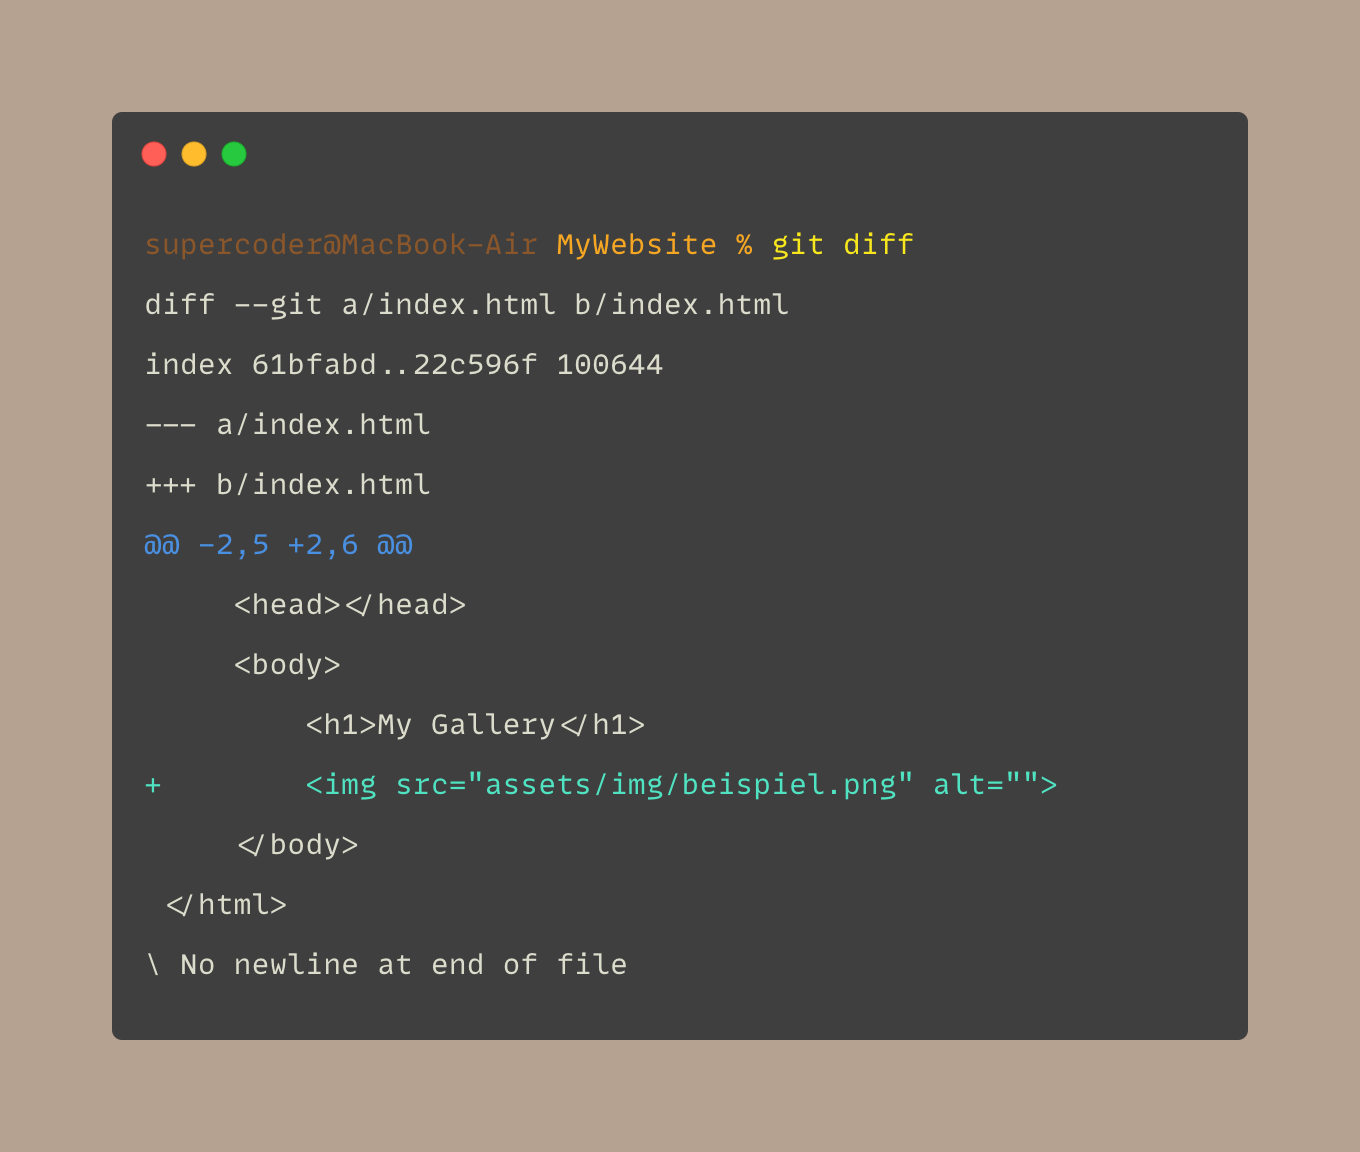 supercoder@MacBook-Air MyWebsite % git diff
diff --git a/index.html b/index.html
index 61bfabd..22c596f 100644
--- a/index.html
+++ b/index.html
@@ -2,5 +2,6 @@
     <head></head>
     <body>
         <h1>My Gallery</h1>
+        <img src="assets/img/beispiel.png" alt="">
     </body>
 </html>
\ No newline at end of file